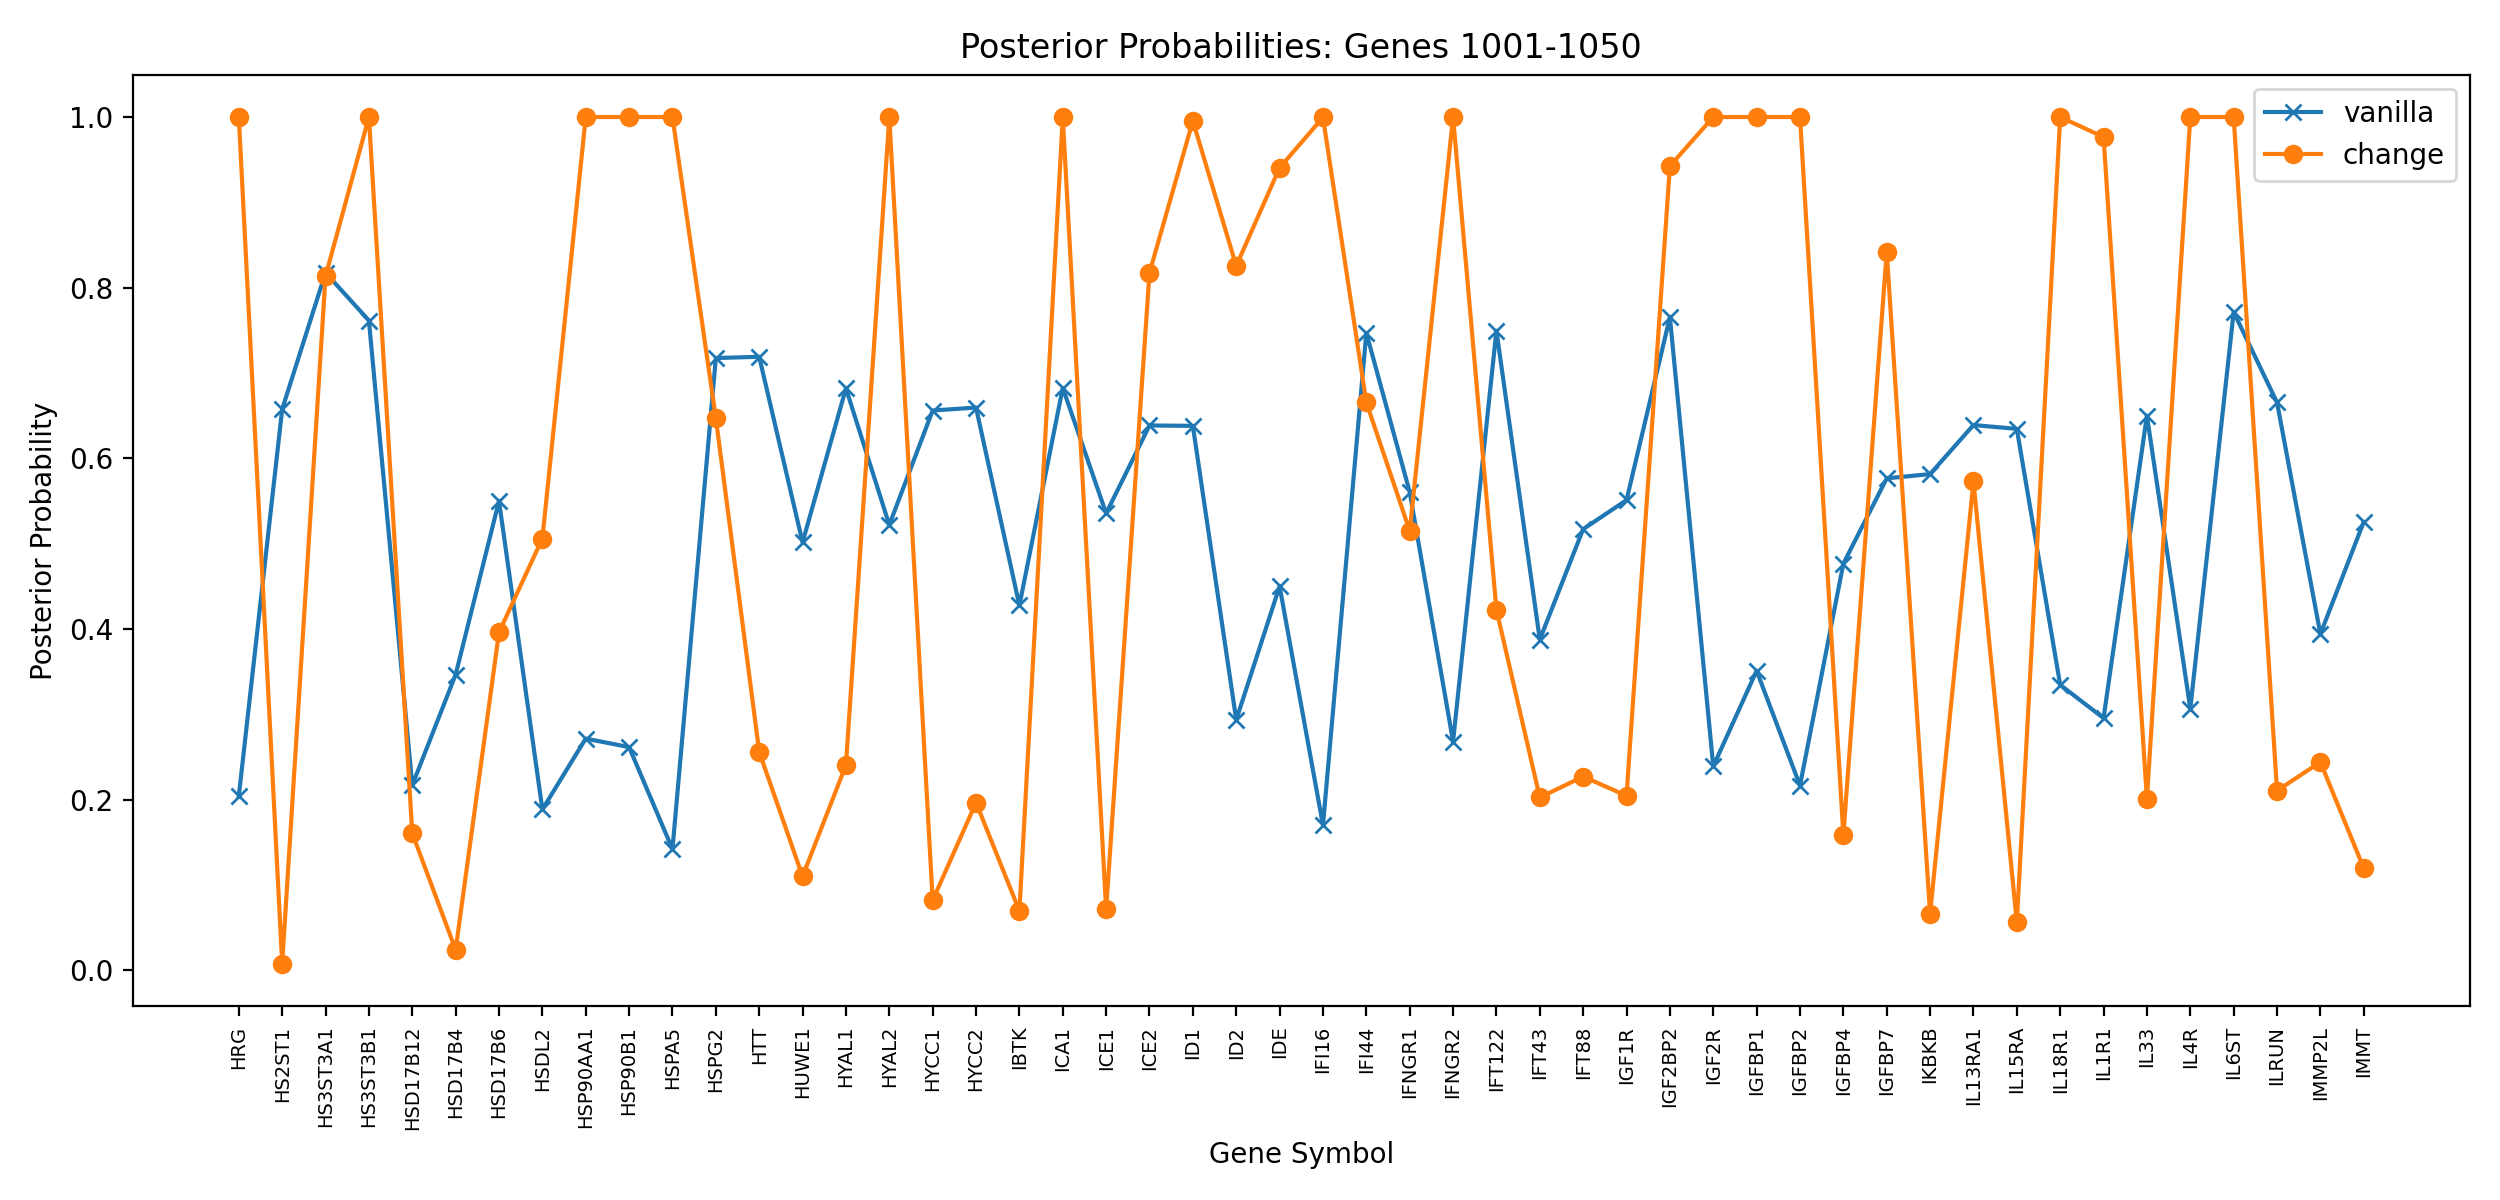 Posterior Probabilities: Genes 1001-1050
vanilla
change
Posterior Probability
1.0
0.8
0.6
0.4
0.2
0.0
HRG
HS2ST1
HS3ST3A1
HS3ST3B1
HSD17B12
HSD17B4
HSD17B6
HSDL2
HSP90AA1
HSP90B1
HSPA5
HSPG2
HTT
HUWE1
HYAL1
HYAL2
HYCC1
HYCC2
IBTK
ICA1
ICE1
ICE2
ID1
ID2
IDE
IFI16
IFI44
IFNGR1
IFNGR2
IFT122
IFT43
IFT88
IGF1R
IGF2BP2
IGF2R
IGFBP1
IGFBP2
IGFBP4
IGFBP7
IKBKB
IL13RA1
IL15RA
IL18R1
IL1R1
IL33
IL4R
IL6ST
ILRUN
IMMP2L
IMMT
Gene Symbol